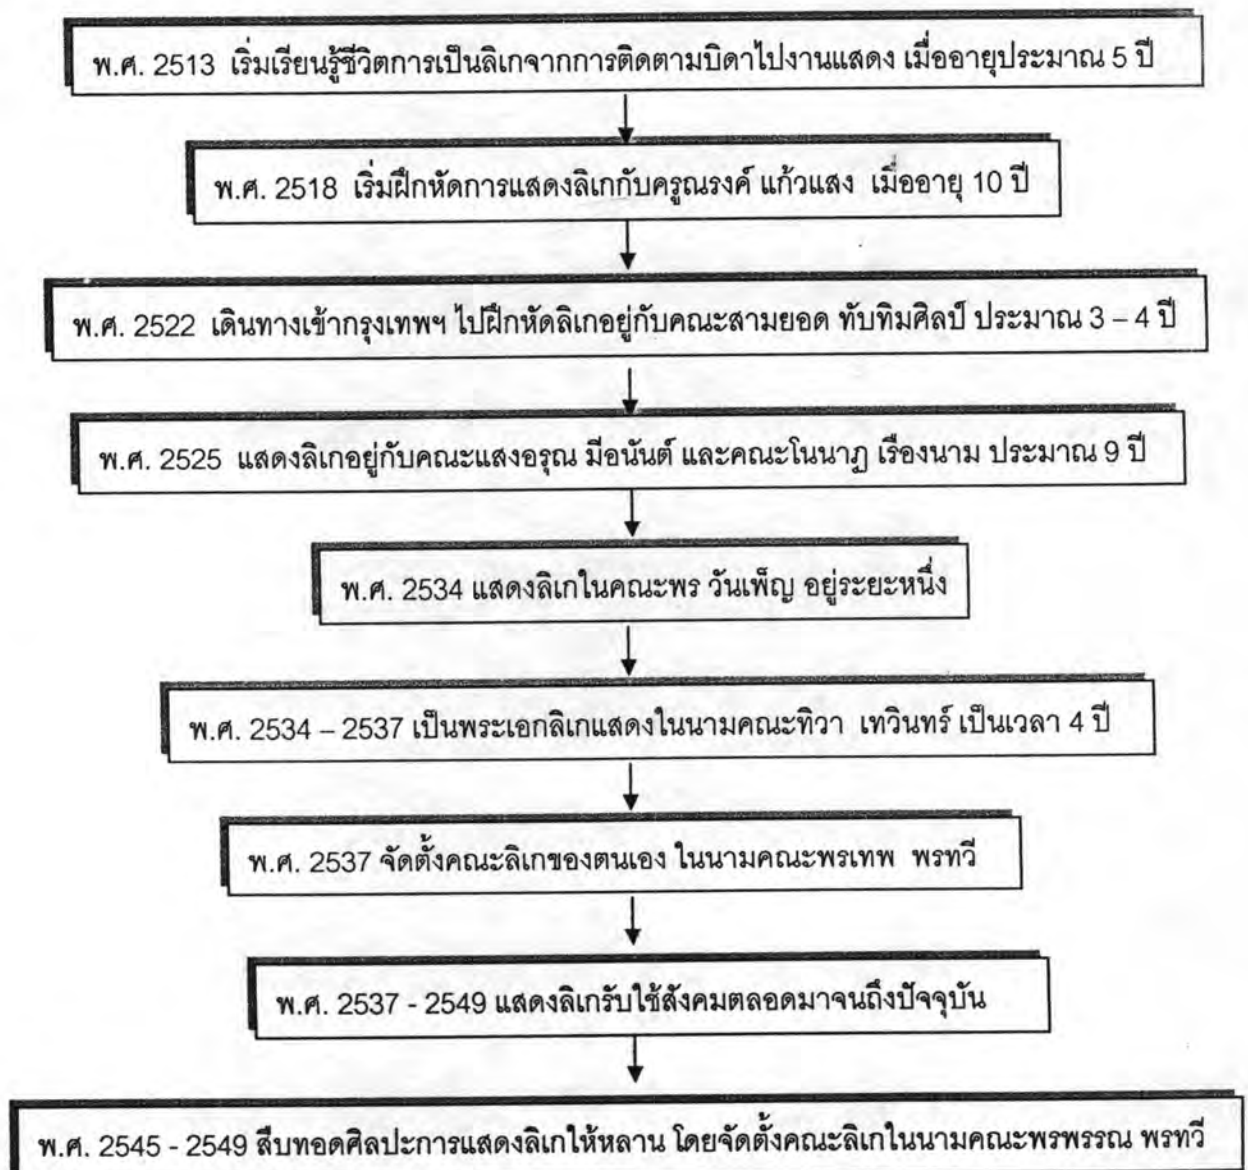 พ.ศ. 2513 เริ่มเรียนรู้ชีวิตการเป็นลิเกจากการติดตามบิดาไปงานแสดง เมื่ออายุประมาณ 5 ปี
พ.ศ. 2518 เริ่มฝึกหัดการแสดงลิเกกับครูณรงค์ แก้วแสง เมื่ออายุ 10 ปี
พ.ศ. 2522 เดินทางเข้ากรุงเทพฯ ไปฝึกหัดลิเกอยู่กับคณะสามยอด ทับทิมศิลป์ ประมาณ 3 – 4 ปี
พ.ศ. 2525 แสดงลิเกอยู่กับคณะแสงอรุณ มีอนันต์ และคณะโนนาฏ เรืองนาม ประมาณ 9 ปี
พ.ศ. 2534 แสดงลิเกในคณะพร วันเพ็ญ อยู่ระยะหนึ่ง
พ.ศ. 2534 – 2537 เป็นพระเอกลิเกแสดงในนามคณะทิวา เทวินทร์ เป็นเวลา 4 ปี
พ.ศ. 2537 จัดตั้งคณะลิเกของตนเอง ในนามคณะพรเทพ พรทวี
พ.ศ. 2537 - 2549 แสดงลิเกรับใช้สังคมตลอดมาจนถึงปัจจุบัน
พ.ศ. 2545 - 2549 สืบทอดศิลปะการแสดงลิเกให้หลาน โดยจัดตั้งคณะลิเกในนามคณะพรพรรณ พรทวี